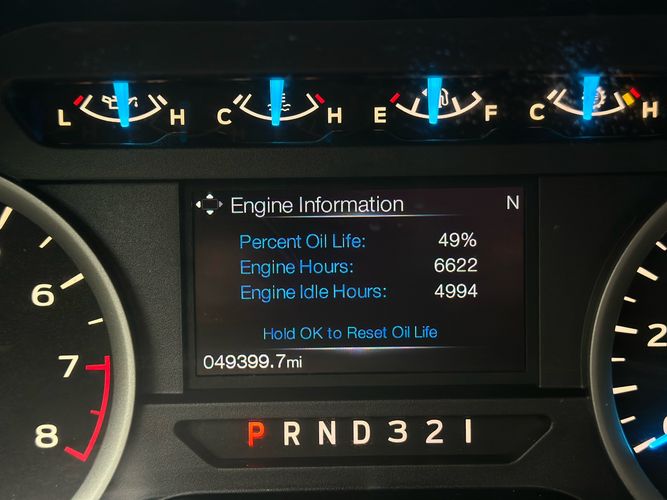 L H C H E F C H
Engine Information N
Percent Oil Life: 49%
Engine Hours: 6622
Engine Idle Hours: 4994
Hold OK to Reset Oil Life
049399.7mi
6
7
8
2
P R N D 3 2 1